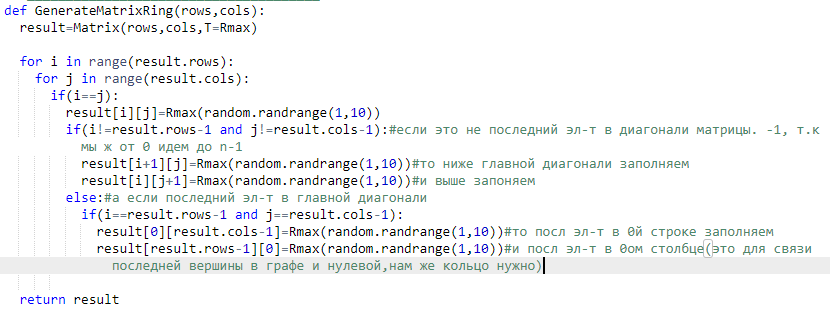 def GenerateMatrixRing(rows,cols):
result=Matrix(rows,cols,T=Rmax)
for i in range(result.rows):
for j in range(result.cols):
if(i==j):
result[i][j]=Rmax(random.randrange(1,10))
if(i!=result.rows-1 and j!=result.cols-1):#если это не последний эл-т в диагонали матрицы. -1, т.к
мы ж от 0 идем до n-1
result[i+1][j]=Rmax(random.randrange(1,10))#то ниже главной диагонали заполняем
result[i][j+1]=Rmax(random.randrange(1,10))#и выше запоняем
else:#а если последний эл-т в главной диагонали
if(i==result.rows-1 and j==result.cols-1):
result[0][result.cols-1]=Rmax(random.randrange(1,10))#то посл эл-т в 0й строке заполняем
result[result.rows-1][0]=Rmax(random.randrange(1,10))#и посл эл-т в 0ом столбце(это для связи
последней вершины в графе и нулевой,нам же кольцо нужно)
return result